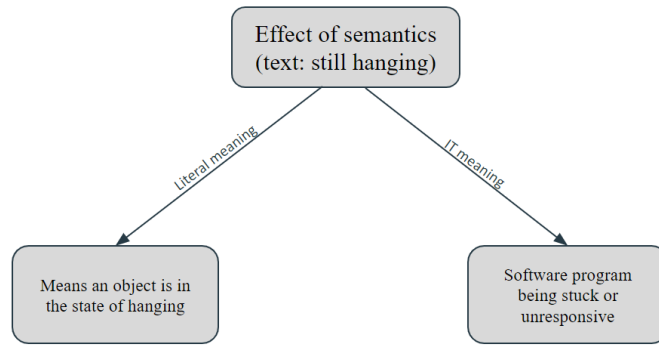 Effect of semantics
(text: still hanging)
Literal meaning
IT meaning
Means an object is in
the state of hanging
Software program
being stuck or
unresponsive